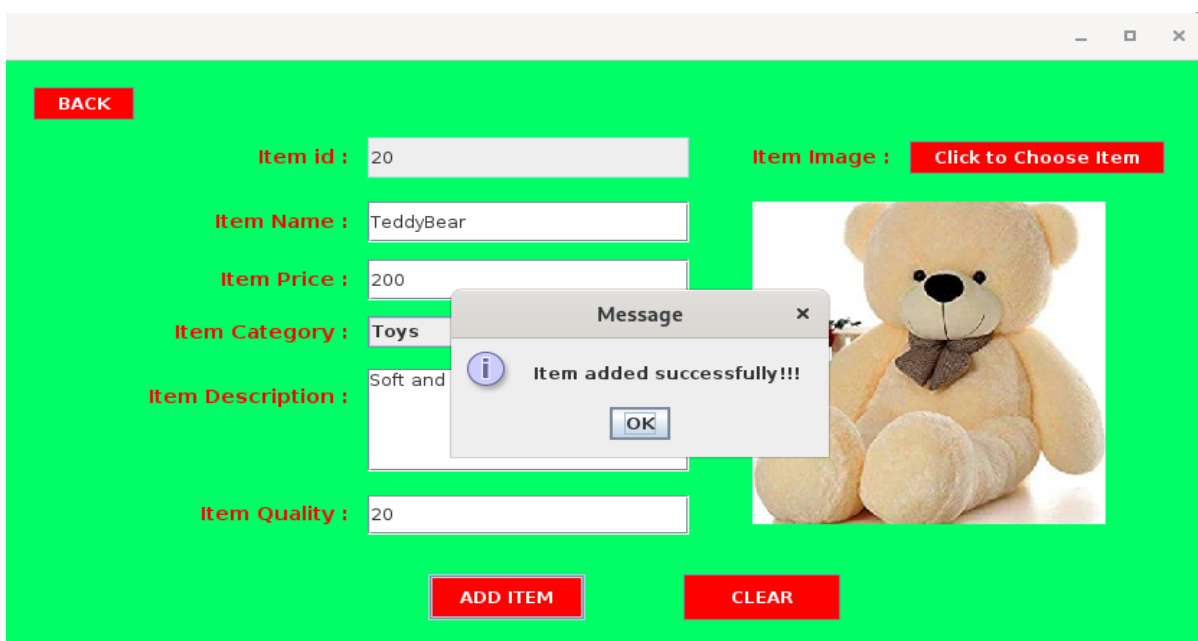 BACK
Item id : 20
Item Image : Click to Choose Item
Item Name : TeddyBear
Item Price : 200
Message
Item Category : Toys
Item added successfully!!!
Item Description : Soft and
OK
Item Quality : 20
ADD ITEM
CLEAR